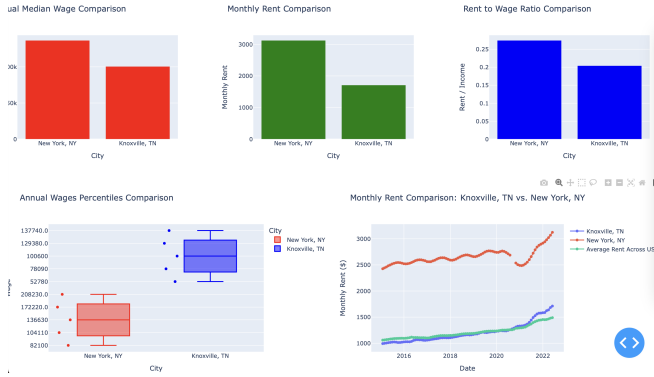 ual Median Wage Comparison
Monthly Rent Comparison
Rent to Wage Ratio Comparison
00k
50k
0
New York, NY
Knoxville, TN
City
Monthly Rent
3000
2000
1000
0
New York, NY
Knoxville, TN
City
Rent / Income
0.25
0.2
0.15
0.1
0.05
0
New York, NY
Knoxville, TN
City
Annual Wages Percentiles Comparison
137740.0
129380.0
100600
78090
52780
208230.0
172220.0
136630
104110
82100
New York, NY
Knoxville, TN
City
City
New York, NY
Knoxville, TN
Monthly Rent Comparison: Knoxville, TN vs. New York, NY
Monthly Rent ($)
3000
2500
2000
1500
1000
2016
2018
2020
2022
Date
Knoxville, TN
New York, NY
Average Rent Across US